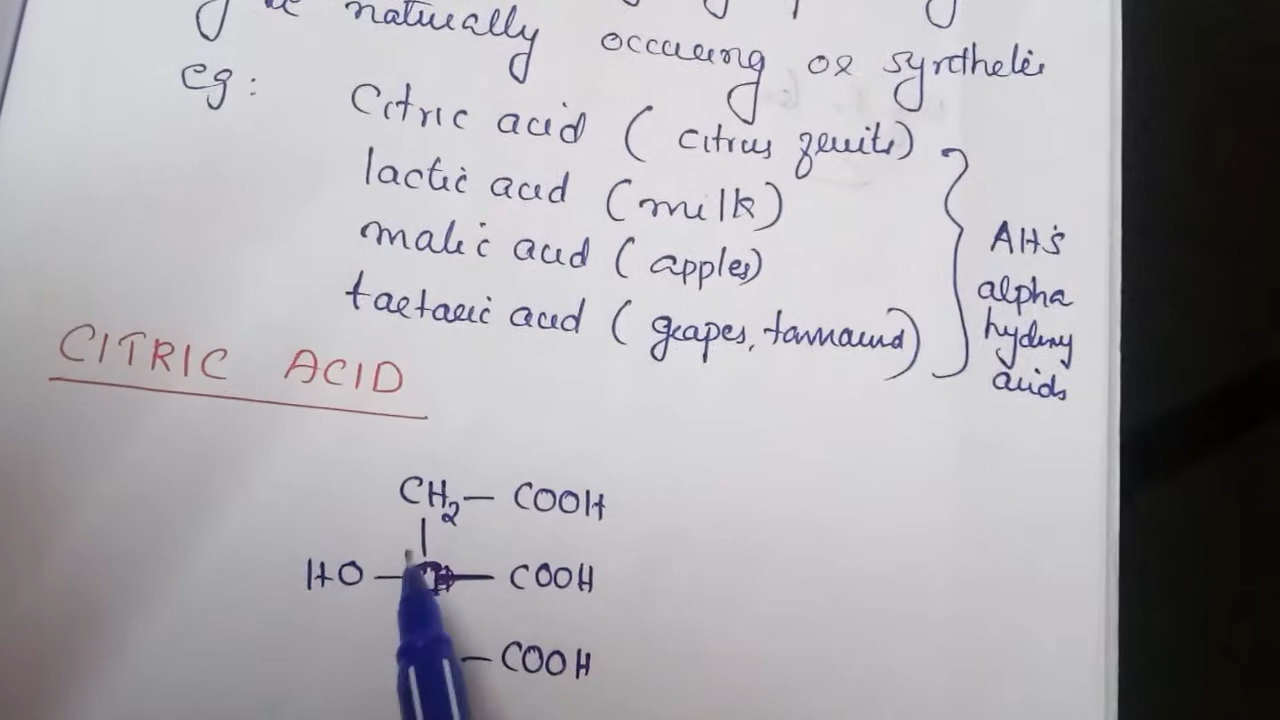 naturally occuring or synthetic
eg:
Citric acid ( citrus fruits)
lactic acid (milk)
malic acid ( apples)
tartaric acid ( grapes,
AHS
alpha
hydroxy
acids
CITRIC ACID
CH2 — COOH
HO — — COOH
— COOH